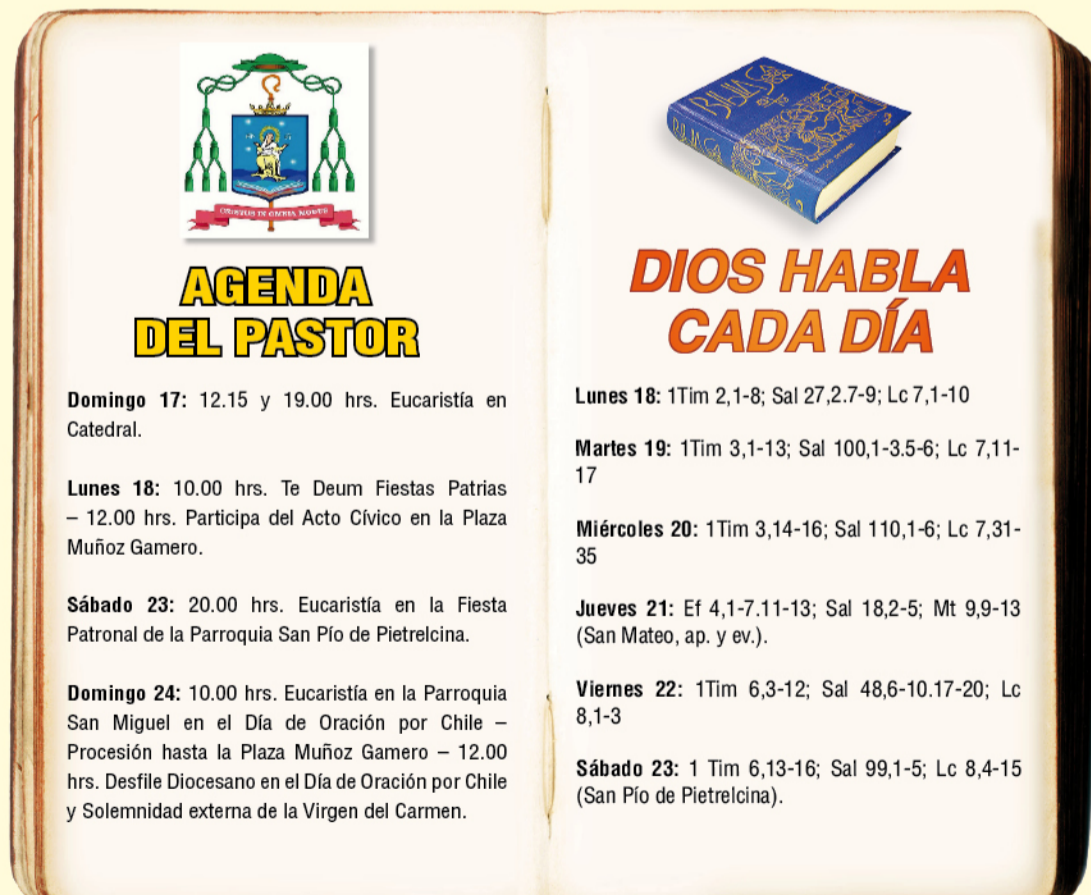 AGENDA
DEL PASTOR
Domingo 17: 12.15 y 19.00 hrs. Eucaristía en
Catedral.
Lunes 18: 10.00 hrs. Te Deum Fiestas Patrias
– 12.00 hrs. Participa del Acto Cívico en la Plaza
Muñoz Gamero.
Sábado 23: 20.00 hrs. Eucaristía en la Fiesta
Patronal de la Parroquia San Pío de Pietrelcina.
Domingo 24: 10.00 hrs. Eucaristía en la Parroquia
San Miguel en el Día de Oración por Chile –
Procesión hasta la Plaza Muñoz Gamero – 12.00
hrs. Desfile Diocesano en el Día de Oración por Chile
y Solemnidad externa de la Virgen del Carmen.
DIOS HABLA
CADA DÍA
Lunes 18: 1Tim 2,1-8; Sal 27,2.7-9; Lc 7,1-10
Martes 19: 1Tim 3,1-13; Sal 100,1-3.5-6; Lc 7,11-
17
Miércoles 20: 1Tim 3,14-16; Sal 110,1-6; Lc 7,31-
35
Jueves 21: Ef 4,1-7.11-13; Sal 18,2-5; Mt 9,9-13
(San Mateo, ap. y ev.).
Viernes 22: 1Tim 6,3-12; Sal 48,6-10.17-20; Lc
8,1-3
Sábado 23: 1 Tim 6,13-16; Sal 99,1-5; Lc 8,4-15
(San Pío de Pietrelcina).